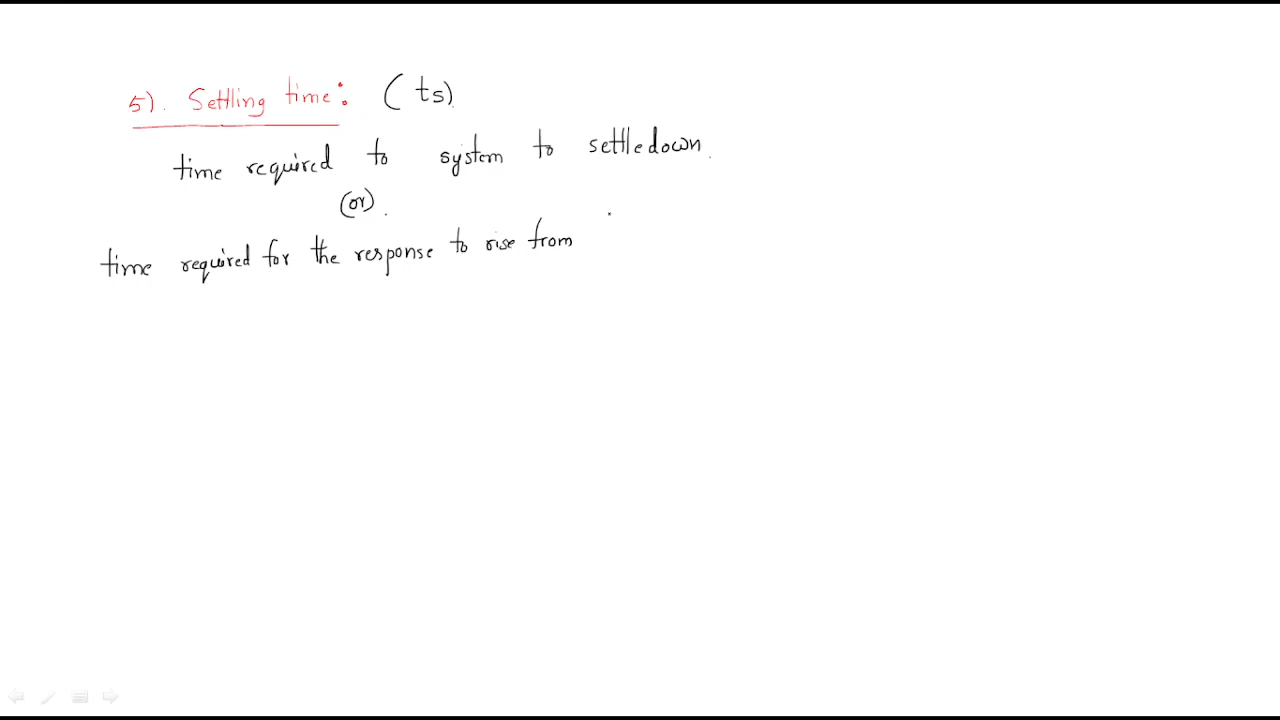 5). Settling time: (ts).
time required to system to settledown.
(or).
time required for the response to rise from